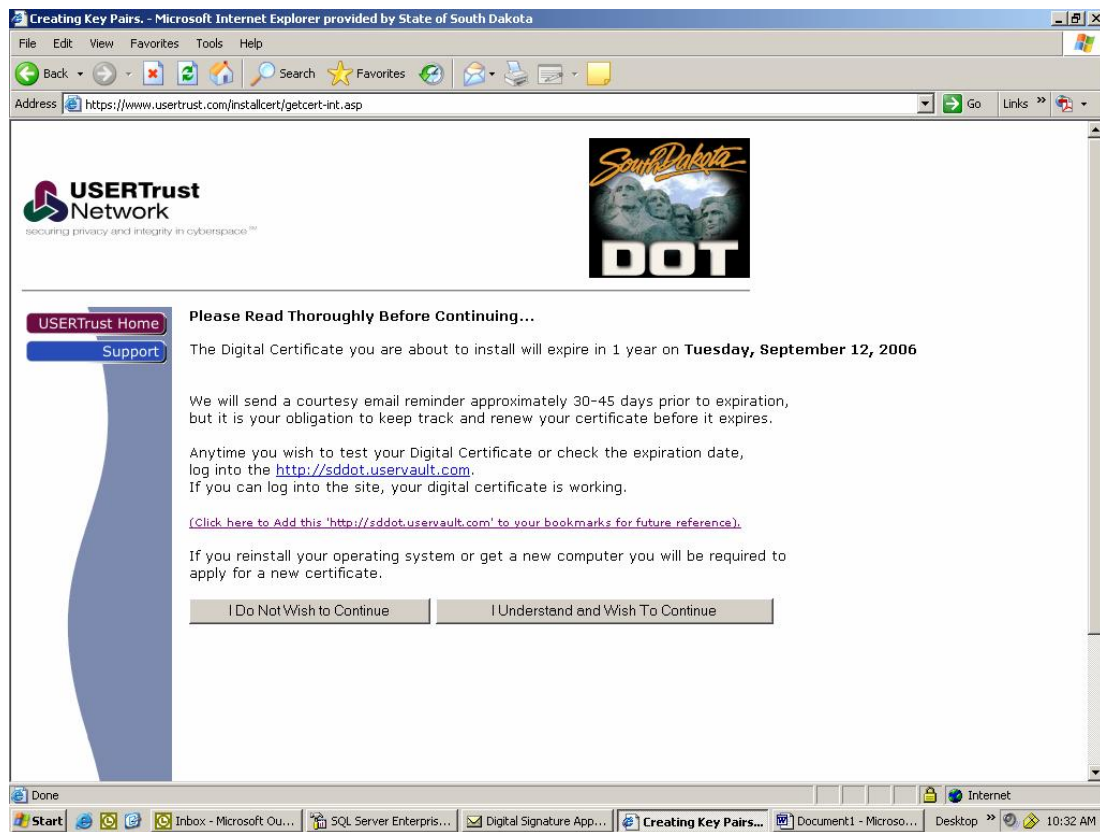 Creating Key Pairs. - Microsoft Internet Explorer provided by State of South Dakota
File Edit View Favorites Tools Help
Back Search Favorites
Address https://www.usertrust.com/installcert/getcert-int.asp Go Links »
USERTrust
Network
securing privacy and integrity in cyberspace
South Dakota
DOT
USERTrust Home
Support
Please Read Thoroughly Before Continuing...
The Digital Certificate you are about to install will expire in 1 year on Tuesday, September 12, 2006
We will send a courtesy email reminder approximately 30-45 days prior to expiration,
but it is your obligation to keep track and renew your certificate before it expires.
Anytime you wish to test your Digital Certificate or check the expiration date,
log into the http://sddot.uservault.com.
If you can log into the site, your digital certificate is working.
(Click here to Add this 'http://sddot.uservault.com' to your bookmarks for future reference).
If you reinstall your operating system or get a new computer you will be required to
apply for a new certificate.
I Do Not Wish to Continue I Understand and Wish To Continue
Done Internet
Start Inbox - Microsoft Ou... SQL Server Enterpris... Digital Signature App... Creating Key Pairs... Document1 - Microso... Desktop » 10:32 AM